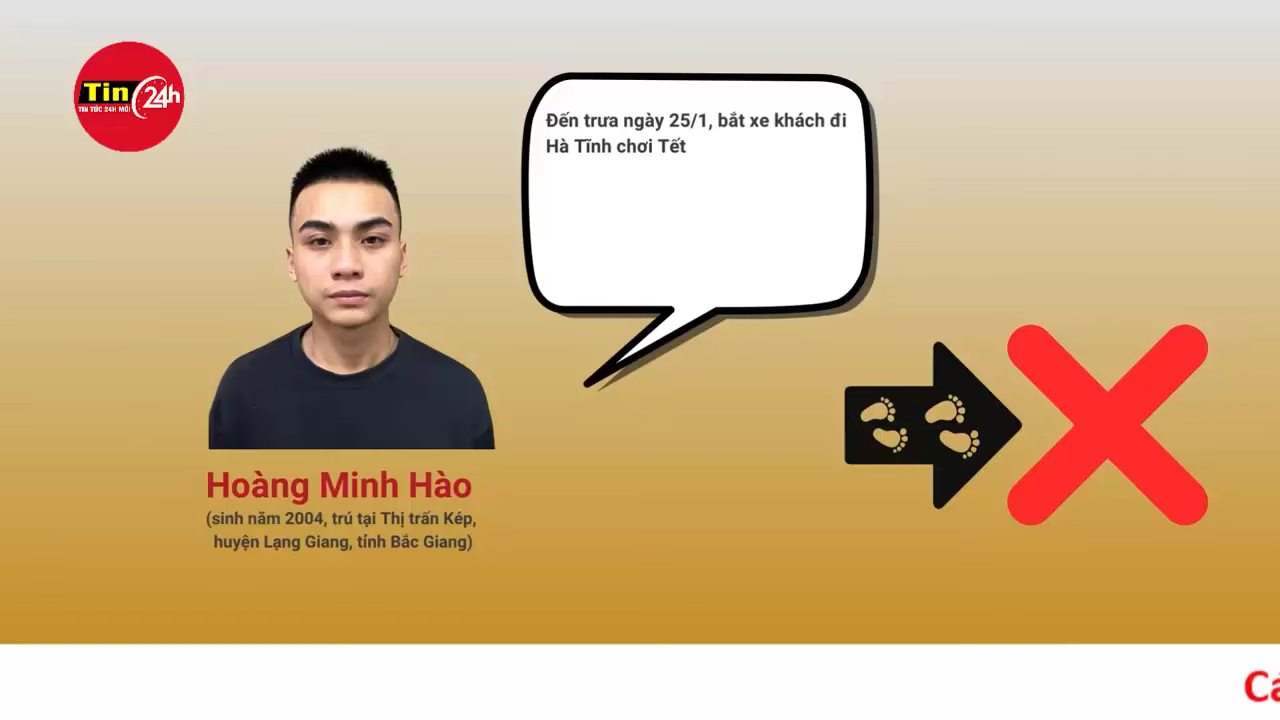 Tin 24h
TIN TỨC 24H MỚI
Đến trưa ngày 25/1, bắt xe khách đi
Hà Tĩnh chơi Tết
Hoàng Minh Hào
(sinh năm 2004, trú tại Thị trấn Kép,
huyện Lạng Giang, tỉnh Bắc Giang)